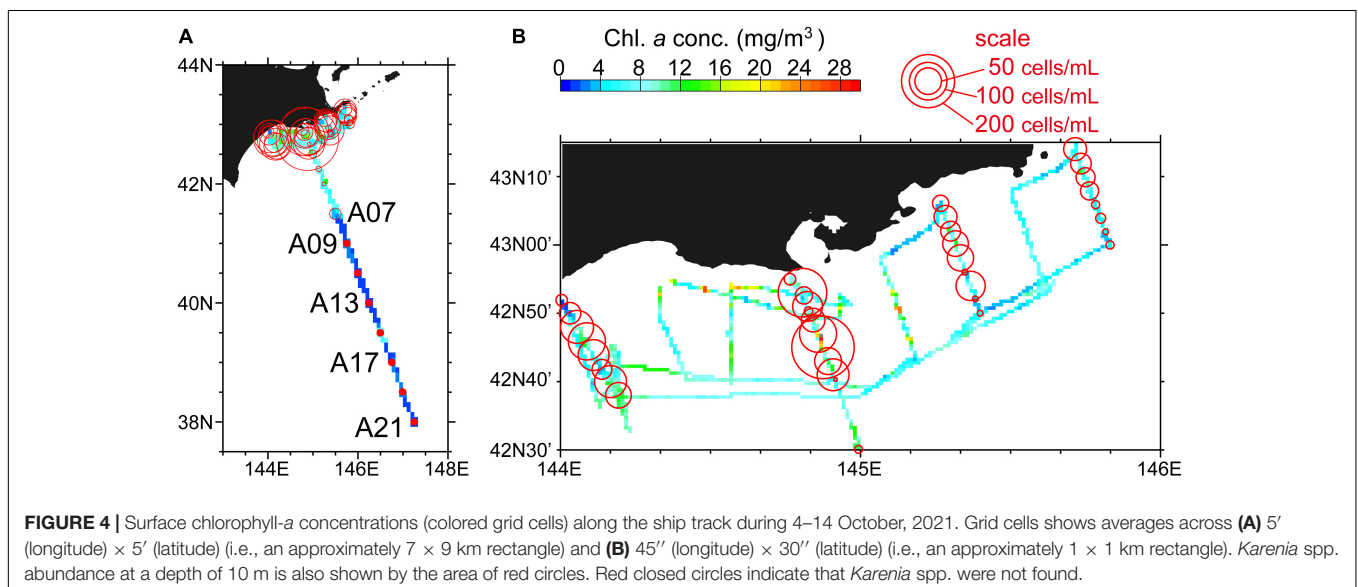 A
B
Chl. a conc. (mg/m³)
0 4 8 12 16 20 24 28
scale
50 cells/mL
100 cells/mL
200 cells/mL
44N
42N
40N
38N
A07
A09
A13
A17
A21
144E 146E 148E
43N10′
43N00′
42N50′
42N40′
42N30′
144E 145E 146E
FIGURE 4 | Surface chlorophyll-a concentrations (colored grid cells) along the ship track during 4–14 October, 2021. Grid cells shows averages across (A) 5′
(longitude) × 5′ (latitude) (i.e., an approximately 7 × 9 km rectangle) and (B) 45′′ (longitude) × 30′′ (latitude) (i.e., an approximately 1 × 1 km rectangle). Karenia spp.
abundance at a depth of 10 m is also shown by the area of red circles. Red closed circles indicate that Karenia spp. were not found.